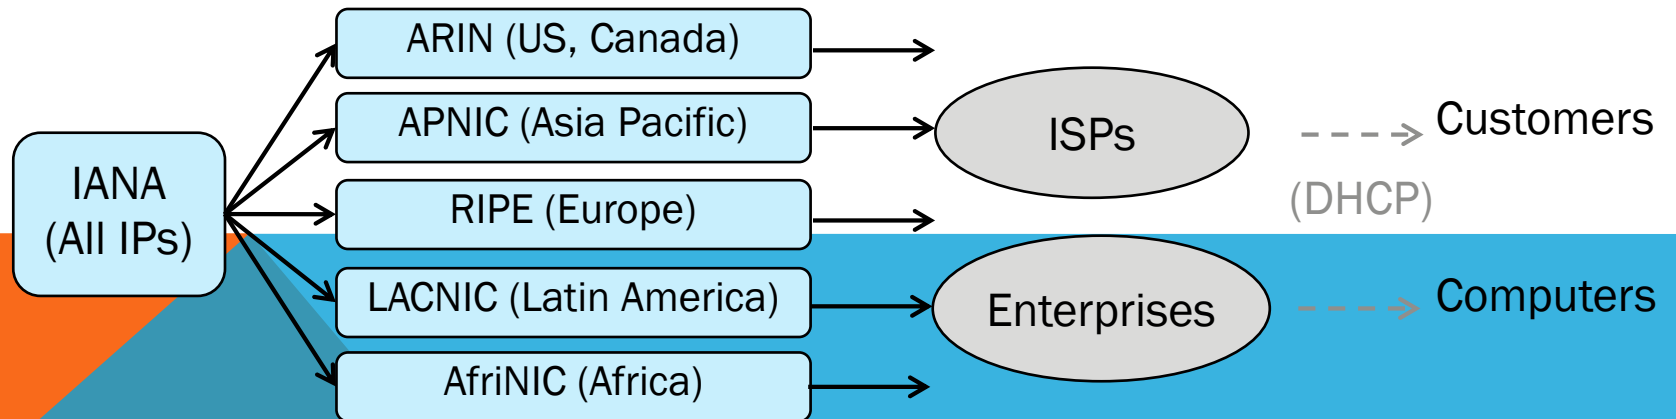 IANA
(All IPs)
ARIN (US, Canada)
APNIC (Asia Pacific)
RIPE (Europe)
LACNIC (Latin America)
AfriNIC (Africa)
ISPs
Enterprises
Customers
(DHCP)
Computers